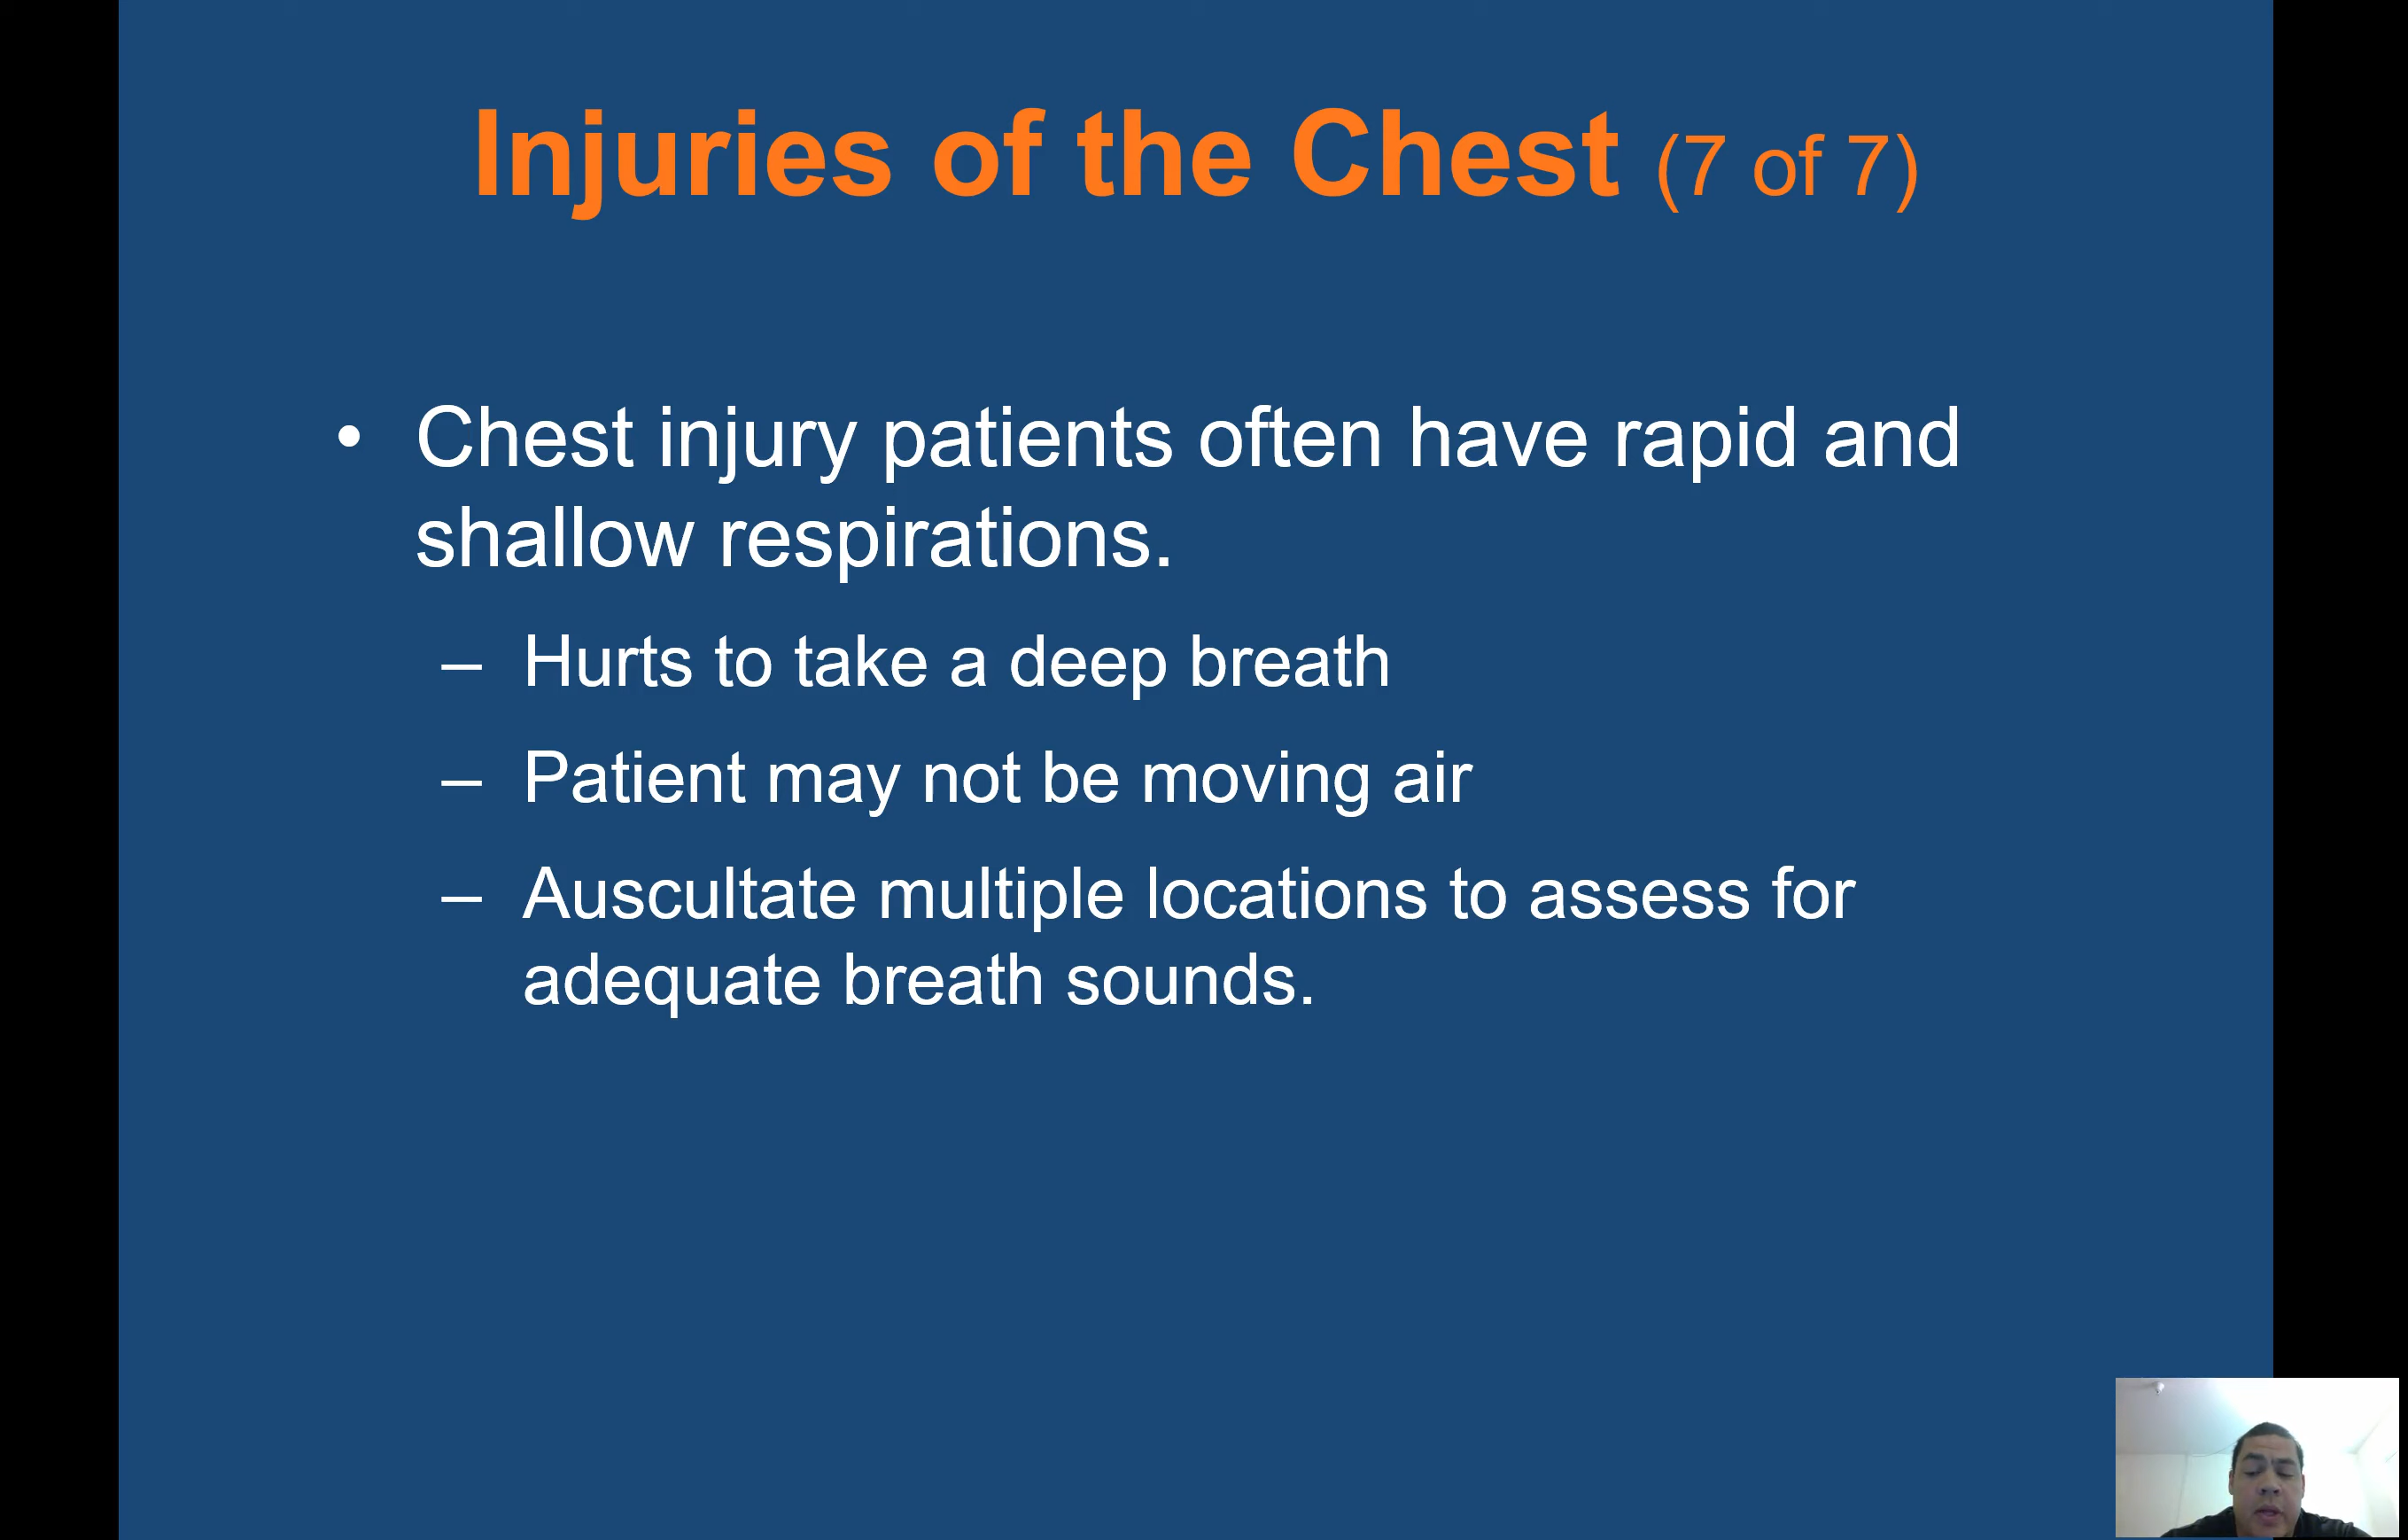 Injuries of the Chest (7 of 7)
• Chest injury patients often have rapid and
shallow respirations.
– Hurts to take a deep breath
– Patient may not be moving air
– Auscultate multiple locations to assess for
adequate breath sounds.